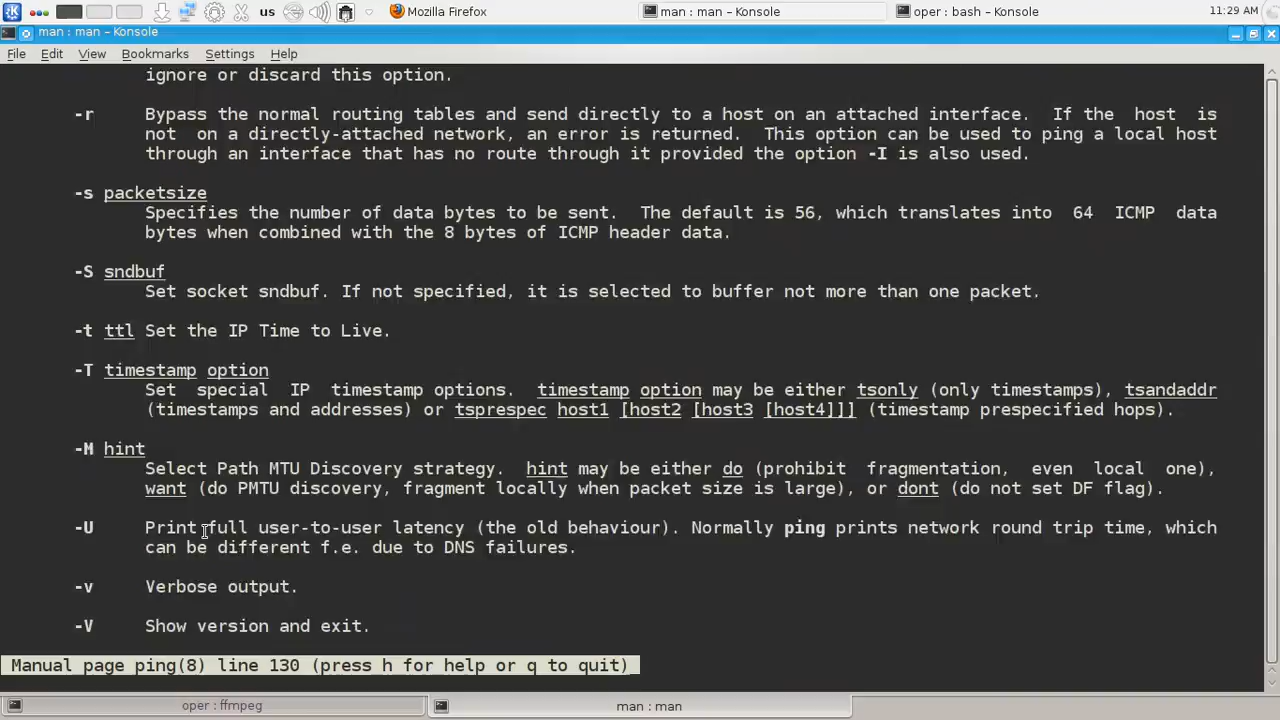 us
Mozilla Firefox
man : man – Konsole
oper : bash – Konsole
11:29 AM
man : man – Konsole
File Edit View Bookmarks Settings Help
ignore or discard this option.
-r Bypass the normal routing tables and send directly to a host on an attached interface. If the host is
not on a directly-attached network, an error is returned. This option can be used to ping a local host
through an interface that has no route through it provided the option -I is also used.
-s packetsize
Specifies the number of data bytes to be sent. The default is 56, which translates into 64 ICMP data
bytes when combined with the 8 bytes of ICMP header data.
-S sndbuf
Set socket sndbuf. If not specified, it is selected to buffer not more than one packet.
-t ttl Set the IP Time to Live.
-T timestamp option
Set special IP timestamp options. timestamp option may be either tsonly (only timestamps), tsandaddr
(timestamps and addresses) or tsprespec host1 [host2 [host3 [host4]]] (timestamp prespecified hops).
-M hint
Select Path MTU Discovery strategy. hint may be either do (prohibit fragmentation, even local one),
want (do PMTU discovery, fragment locally when packet size is large), or dont (do not set DF flag).
-U Print full user-to-user latency (the old behaviour). Normally ping prints network round trip time, which
can be different f.e. due to DNS failures.
-v Verbose output.
-V Show version and exit.
Manual page ping(8) line 130 (press h for help or q to quit)
oper : ffmpeg
man : man